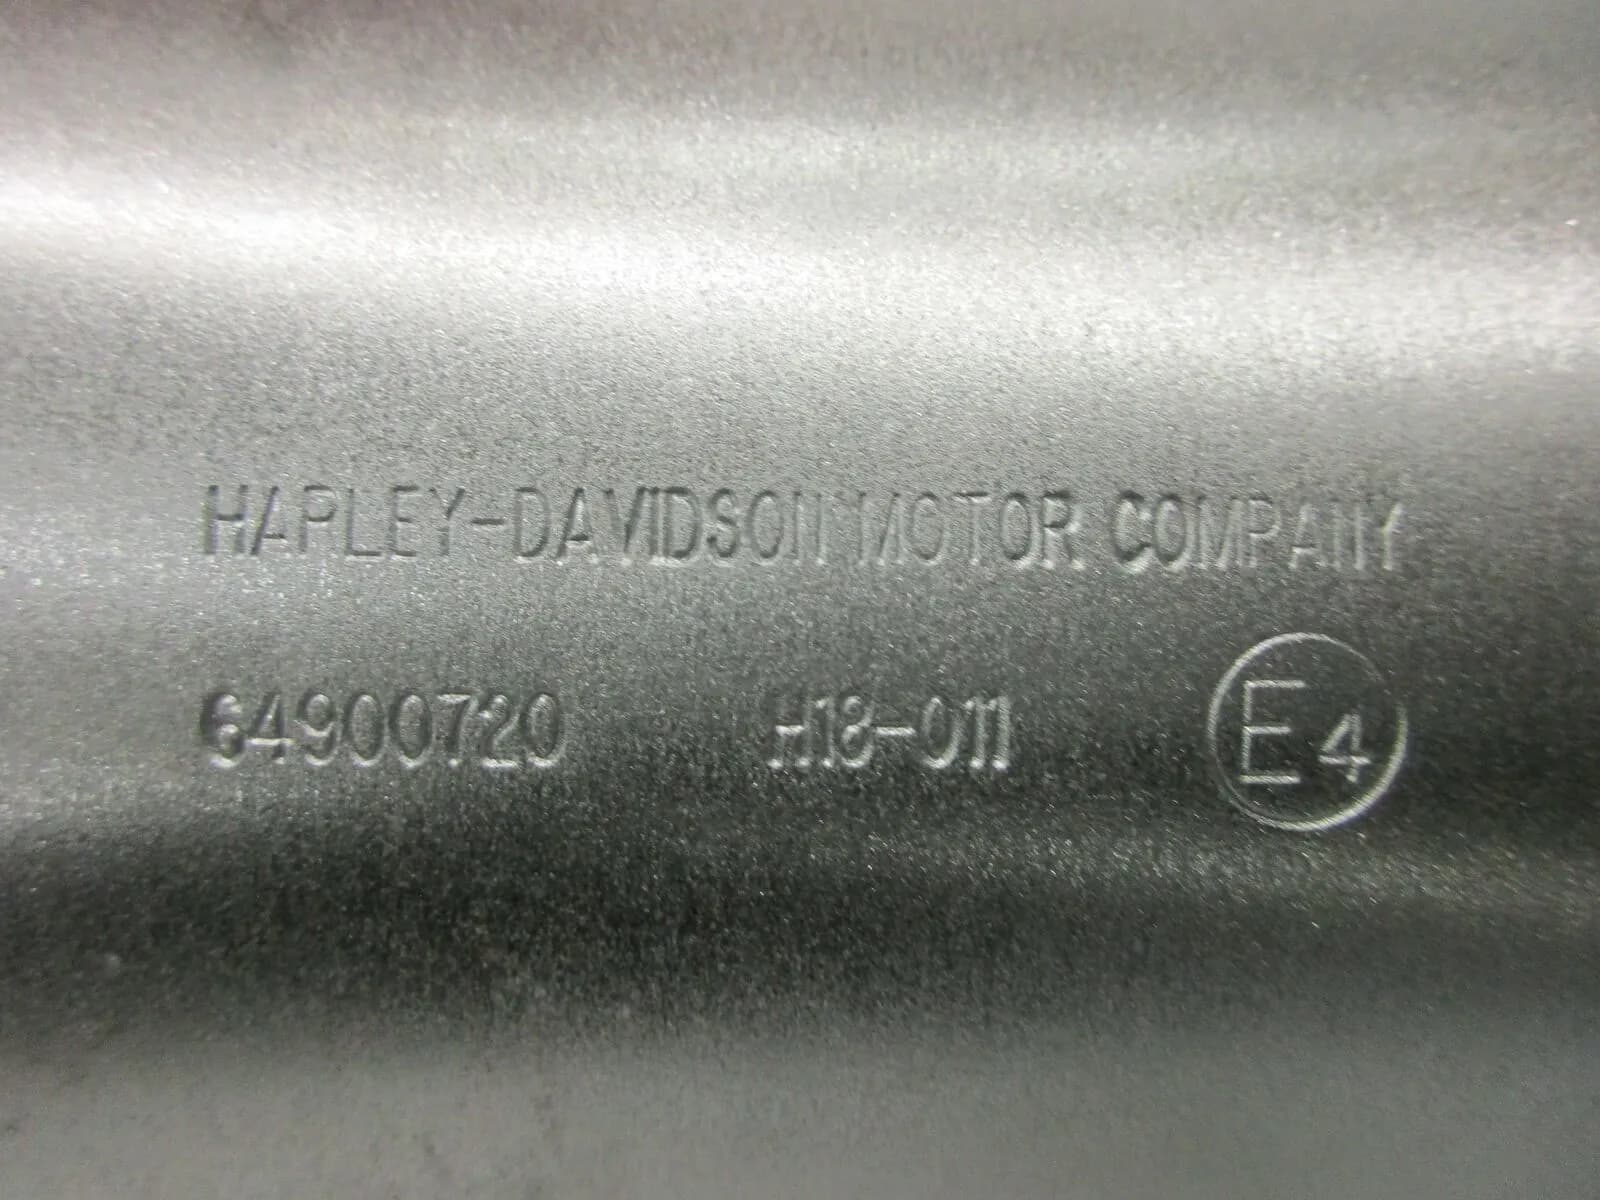 HARLEY-DAVIDSON MOTOR COMPANY
64900720 H18-011 E4